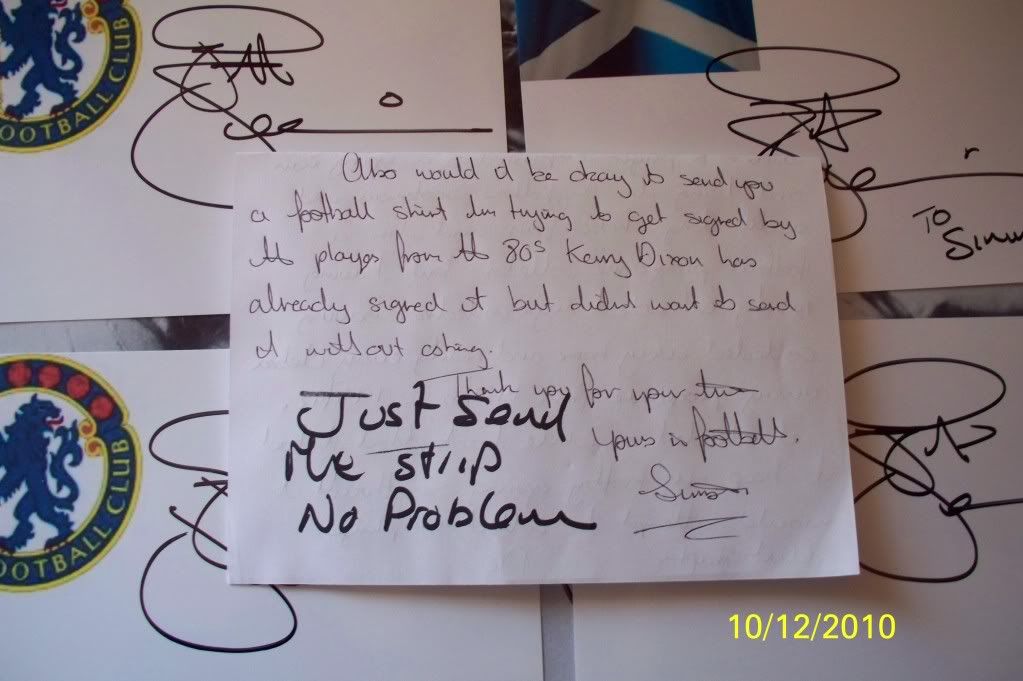 FOOTBALL CLUB
To
Also would it be okay to send you
a football shirt Im trying to get signed by
the players from the 80s Kerry Dixon has
already signed it but didnt want to send
it without asking.
Thank you for your time
Yours in football.
Simon
Just send
me strip
No Problem
FOOTBALL CLUB
10/12/2010